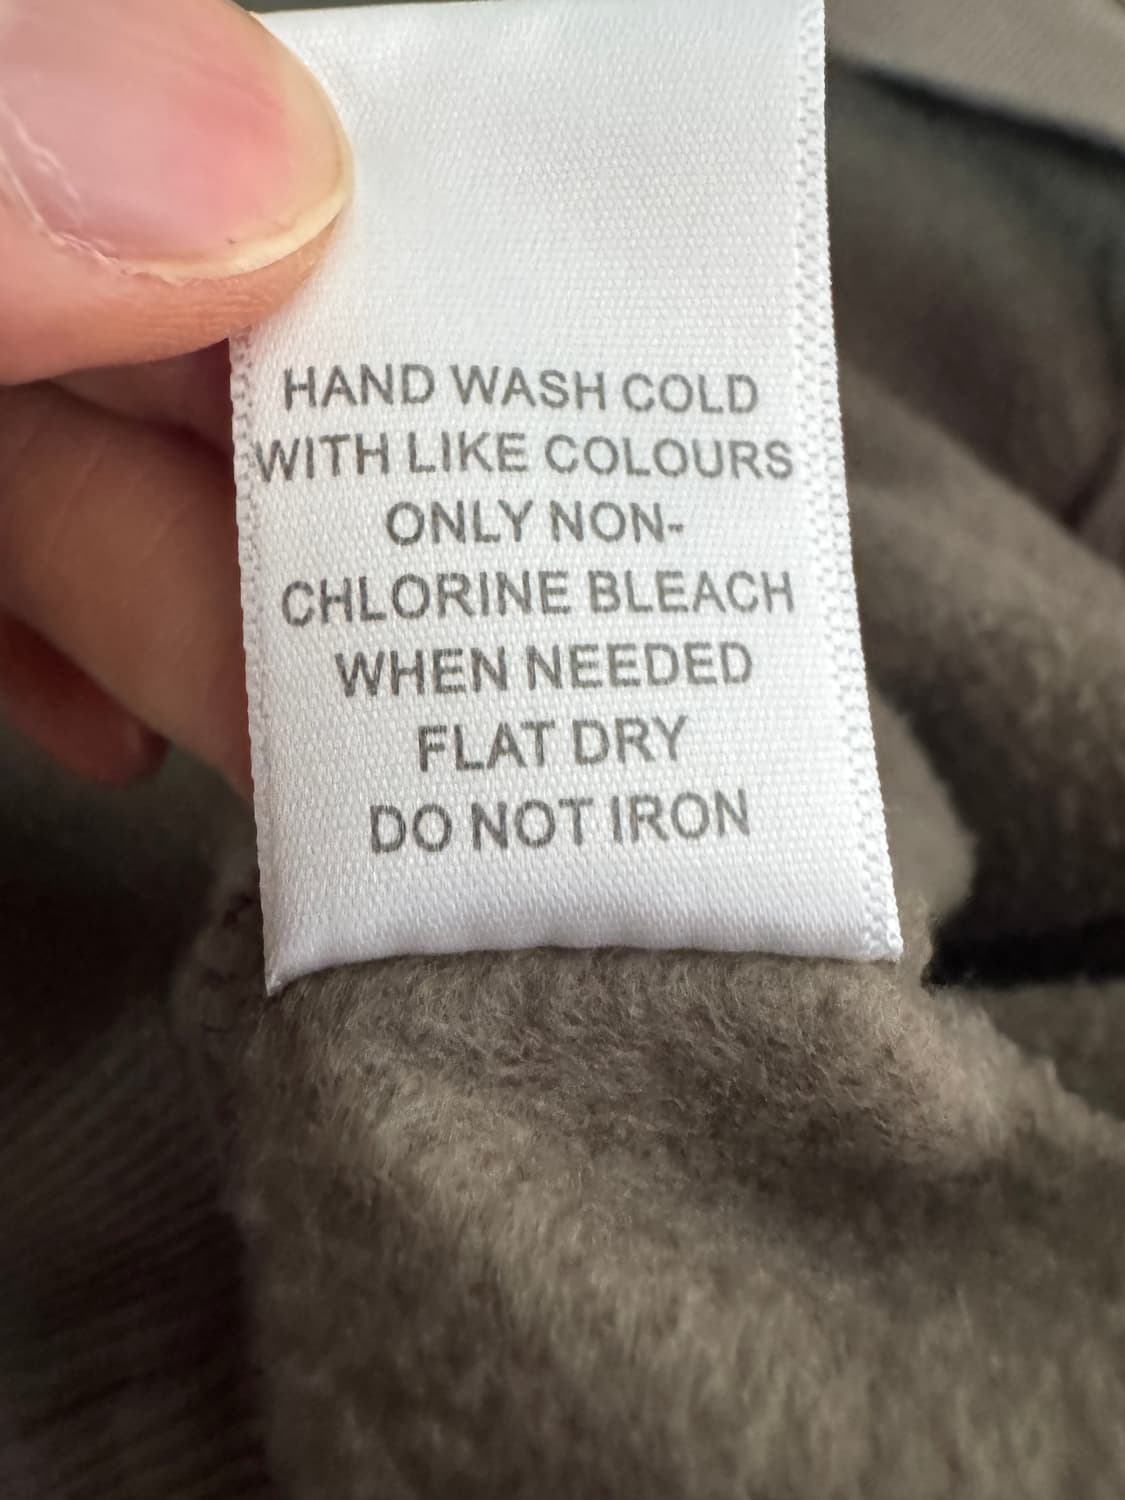 HAND WASH COLD
WITH LIKE COLOURS
ONLY NON-
CHLORINE BLEACH
WHEN NEEDED
FLAT DRY
DO NOT IRON